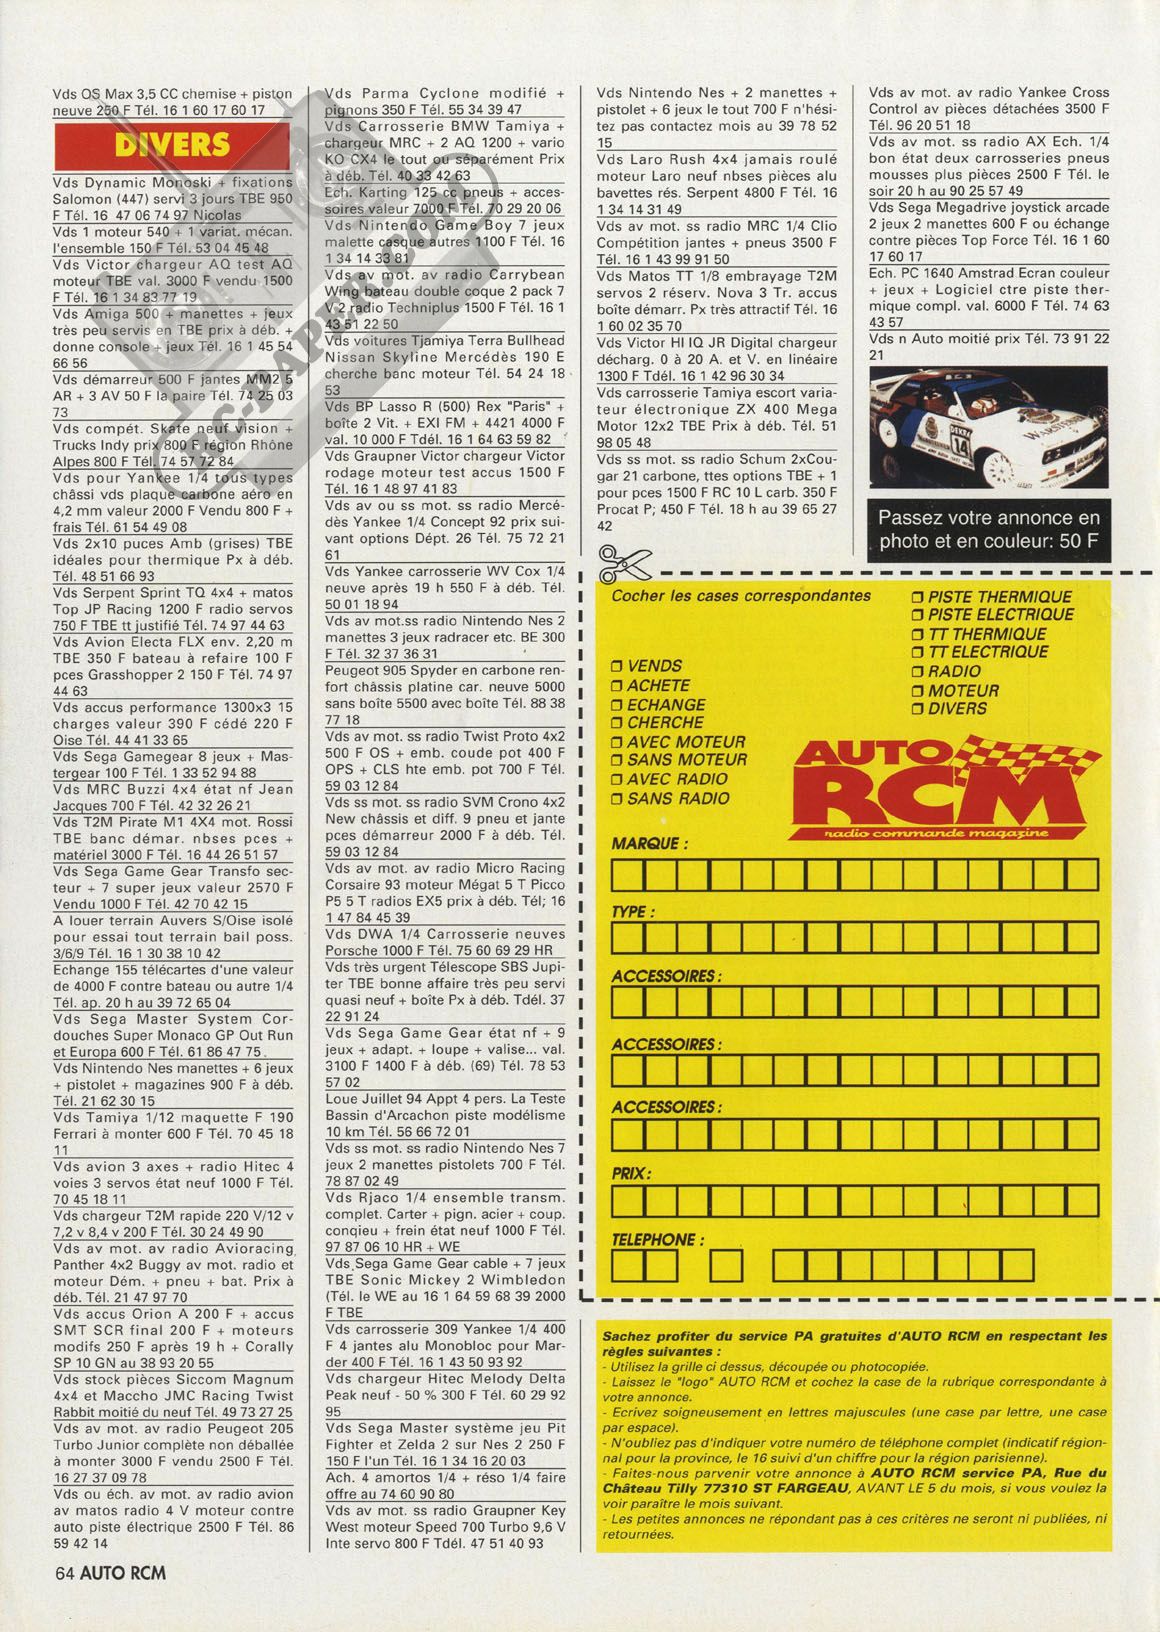 Vds OS Max 3,5 CC chemise + piston
neuve 250 F Tél. 16 1 60 17 60 17
DIVERS
Vds Dynamic Monoski + fixations
Salomon (447) servi 3 jours TBE 950
F Tél. 16 47 06 74 97 Nicolas
Vds 1 moteur 540 + 1 variat. mécan.
l'ensemble 150 F Tél. 53 04 45 48
Vds Victor chargeur AQ test AQ
moteur TBE val. 3000 F vendu 1500
F Tél. 16 1 34 83 77 19
Vds Amiga 500 + manettes + jeux
très peu servis en TBE prix à déb. +
donne console + jeux Tél. 16 1 45 54
66 56
Vds démarreur 500 F jantes MM2 5
AR + 3 AV 50 F la paire Tél. 74 25 03
73
Vds compét. Skate neuf vision +
Trucks Indy prix 800 F région Rhône
Alpes 800 F Tél. 74 57 72 84
Vds pour Yankee 1/4 tous types
châssi vds plaque carbone aéro en
4,2 mm valeur 2000 F Vendu 800 F +
frais Tél. 61 54 49 08
Vds 2x10 puces Amb (grises) TBE
idéales pour thermique Px à déb.
Tél. 48 51 66 93
Vds Serpent Sprint TQ 4x4 + matos
Top JP Racing 1200 F radio servos
750 F TBE tt justifié Tél. 74 97 44 63
Vds Avion Electa FLX env. 2,20 m
TBE 350 F bateau à refaire 100 F
pces Grasshopper 2 150 F Tél. 74 97
44 63
Vds accus performance 1300x3 15
charges valeur 390 F cédé 220 F
Oise Tél. 44 41 33 65
Vds Sega Gamegear 8 jeux + Mas-
tergear 100 F Tél. 1 33 52 94 88
Vds MRC Buzzi 4x4 état nf Jean
Jacques 700 F Tél. 42 32 26 21
Vds T2M Pirate M1 4X4 mot. Rossi
TBE banc démar. nbses pces +
matériel 3000 F Tél. 16 44 26 51 57
Vds Sega Game Gear Transfo sec-
teur + 7 super jeux valeur 2570 F
Vendu 1000 F Tél. 42 70 42 15
A louer terrain Auvers S/Oise isolé
pour essai tout terrain bail poss.
3/6/9 Tél. 16 1 30 38 10 42
Echange 155 télécartes d'une valeur
de 4000 F contre bateau ou autre 1/4
Tél. ap. 20 h au 39 72 65 04
Vds Sega Master System Cor-
douches Super Monaco GP Out Run
et Europa 600 F Tél. 61 86 47 75.
Vds Nintendo Nes manettes + 6 jeux
+ pistolet + magazines 900 F à déb.
Tél. 21 62 30 15
Vds Tamiya 1/12 maquette F 190
Ferrari à monter 600 F Tél. 70 45 18
11
Vds avion 3 axes + radio Hitec 4
voies 3 servos état neuf 1000 F Tél.
70 45 18 11
Vds chargeur T2M rapide 220 V/12 v
7,2 v 8,4 v 200 F Tél. 30 24 49 90
Vds av mot. av radio Avioracing
Panther 4x2 Buggy av mot. radio et
moteur Dém. + pneu + bat. Prix à
déb. Tél. 21 47 97 70
Vds accus Orion A 200 F + accus
SMT SCR final 200 F + moteurs
modifs 250 F après 19 h + Corally
SP 10 GN au 38 93 20 55
Vds stock pièces Siccom Magnum
4x4 et Maccho JMC Racing Twist
Rabbit moitié du neuf Tél. 49 73 27 25
Vds av mot. av radio Peugeot 205
Turbo Junior complète non déballée
à monter 3000 F vendu 2500 F Tél.
16 27 37 09 78
Vds ou éch. av mot. av radio avion
av matos radio 4 V moteur contre
auto piste électrique 2500 F Tél. 86
59 42 14
64 AUTO RCM
Vds Parma Cyclone modifié +
pignons 350 F Tél. 55 34 39 47
Vds Carrosserie BMW Tamiya +
chargeur MRC + 2 AQ 1200 + vario
KO CX4 le tout ou séparément Prix
à déb. Tél. 40 33 42 63
Ech. Karting 125 cc pneus + acces-
soires valeur 7000 F Tél. 70 29 20 06
Vds Nintendo Game Boy 7 jeux
malette casque autres 1100 F Tél. 16
1 34 14 33 81
Vds av mot. av radio Carrybean
Wing bateau double coque 2 pack 7
V 2 radio Techniplus 1500 F Tél. 16 1
43 51 22 50
Vds voitures Tjamiya Terra Bullhead
Nissan Skyline Mercédès 190 E
cherche banc moteur Tél. 54 24 18
53
Vds BP Lasso R (500) Rex "Paris" +
boîte 2 Vit. + EXI FM + 4421 4000 F
val. 10 000 F Tdél. 16 1 64 63 59 82
Vds Graupner Victor chargeur Victor
rodage moteur test accus 1500 F
Tél. 16 1 48 97 41 83
Vds av ou ss mot. ss radio Mercé-
dès Yankee 1/4 Concept 92 prix sui-
vant options Dépt. 26 Tél. 75 72 21
61
Vds Yankee carrosserie WV Cox 1/4
neuve après 19 h 550 F à déb. Tél.
50 01 18 94
Vds av mot.ss radio Nintendo Nes 2
manettes 3 jeux radracer etc. BE 300
F Tél. 32 37 36 31
Peugeot 905 Spyder en carbone ren-
fort châssis platine car. neuve 5000
sans boîte 5500 avec boîte Tél. 88 38
77 18
Vds av mot. ss radio Twist Proto 4x2
500 F OS + emb. coude pot 400 F
OPS + CLS hte emb. pot 700 F Tél.
59 03 12 84
Vds ss mot. ss radio SVM Crono 4x2
New châssis et diff. 9 pneu et jante
pces démarreur 2000 F à déb. Tél.
59 03 12 84
Vds av mot. av radio Micro Racing
Corsaire 93 moteur Mégat 5 T Picco
P5 5 T radios EX5 prix à déb. Tél; 16
1 47 84 45 39
Vds DWA 1/4 Carrosserie neuves
Porsche 1000 F Tél. 75 60 69 29 HR
Vds très urgent Télescope SBS Jupi-
ter TBE bonne affaire très peu servi
quasi neuf + boîte Px à déb. Tdél. 37
22 91 24
Vds Sega Game Gear état nf + 9
jeux + adapt. + loupe + valise... val.
3100 F 1400 F à déb. (69) Tél. 78 53
57 02
Loue Juillet 94 Appt 4 pers. La Teste
Bassin d'Arcachon piste modélisme
10 km Tél. 56 66 72 01
Vds ss mot. ss radio Nintendo Nes 7
jeux 2 manettes pistolets 700 F Tél.
78 87 02 49
Vds Rjaco 1/4 ensemble transm.
complet. Carter + pign. acier + coup.
conqieu + frein état neuf 1000 F Tél.
97 87 06 10 HR + WE
Vds Sega Game Gear cable + 7 jeux
TBE Sonic Mickey 2 Wimbledon
(Tél. le WE au 16 1 64 59 68 39 2000
F TBE
Vds carrosserie 309 Yankee 1/4 400
F 4 jantes alu Monobloc pour Mar-
der 400 F Tél. 16 1 43 50 93 92
Vds chargeur Hitec Melody Delta
Peak neuf - 50 % 300 F Tél. 60 29 92
95
Vds Sega Master système jeu Pit
Fighter et Zelda 2 sur Nes 2 250 F
150 F l'un Tél. 16 1 34 16 20 03
Ach. 4 amortos 1/4 + réso 1/4 faire
offre au 74 60 90 80
Vds av mot. ss radio Graupner Key
West moteur Speed 700 Turbo 9,6 V
Inte servo 800 F Tdél. 47 51 40 93
Vds Nintendo Nes + 2 manettes +
pistolet + 6 jeux le tout 700 F n'hési-
tez pas contactez mois au 39 78 52
15
Vds Laro Rush 4x4 jamais roulé
moteur Laro neuf nbses pièces alu
bavettes rés. Serpent 4800 F Tél. 16
1 34 14 31 49
Vds av mot. ss radio MRC 1/4 Clio
Compétition jantes + pneus 3500 F
Tél. 16 1 43 99 91 50
Vds Matos TT 1/8 embrayage T2M
servos 2 réserv. Nova 3 Tr. accus
boîte démarr. Px très attractif Tél. 16
1 60 02 35 70
Vds Victor HI IQ JR Digital chargeur
décharg. 0 à 20 A. et V. en linéaire
1300 F Tdél. 16 1 42 96 30 34
Vds carrosserie Tamiya escort varia-
teur électronique ZX 400 Mega
Motor 12x2 TBE Prix à déb. Tél. 51
98 05 48
Vds ss mot. ss radio Schum 2xCou-
gar 21 carbone, ttes options TBE + 1
pour pces 1500 F RC 10 L carb. 350 F
Procat P; 450 F Tél. 18 h au 39 65 27
42
Vds av mot. av radio Yankee Cross
Control av pièces détachées 3500 F
Tél. 96 20 51 18
Vds av mot. ss radio AX Ech. 1/4
bon état deux carrosseries pneus
mousses plus pièces 2500 F Tél. le
soir 20 h au 90 25 57 49
Vds Sega Megadrive joystick arcade
2 jeux 2 manettes 600 F ou échange
contre pièces Top Force Tél. 16 1 60
17 60 17
Ech. PC 1640 Amstrad Ecran couleur
+ jeux + Logiciel ctre piste ther-
mique compl. val. 6000 F Tél. 74 63
43 57
Vds n Auto moitié prix Tél. 73 91 22
21
14
Passez votre annonce en
photo et en couleur: 50 F
Cocher les cases correspondantes
PISTE THERMIQUE
PISTE ELECTRIQUE
TT THERMIQUE
TT ELECTRIQUE
RADIO
MOTEUR
DIVERS
VENDS
ACHETE
ECHANGE
CHERCHE
AVEC MOTEUR
SANS MOTEUR
AVEC RADIO
SANS RADIO
AUTO
RCM
radio commande magazine
MARQUE :
TYPE :
ACCESSOIRES :
ACCESSOIRES :
ACCESSOIRES :
PRIX :
TELEPHONE :
Sachez profiter du service PA gratuites d'AUTO RCM en respectant les
règles suivantes :
- Utilisez la grille ci dessus, découpée ou photocopiée.
- Laissez le "logo" AUTO RCM et cochez la case de la rubrique correspondante à
votre annonce.
- Ecrivez soigneusement en lettres majuscules (une case par lettre, une case
par espace).
- N'oubliez pas d'indiquer votre numéro de téléphone complet (indicatif région-
nal pour la province, le 16 suivi d'un chiffre pour la région parisienne).
- Faites-nous parvenir votre annonce à AUTO RCM service PA, Rue du
Château Tilly 77310 ST FARGEAU, AVANT LE 5 du mois, si vous voulez la
voir paraître le mois suivant.
- Les petites annonces ne répondant pas à ces critères ne seront ni publiées, ni
retournées.
RC-PAPER.COM